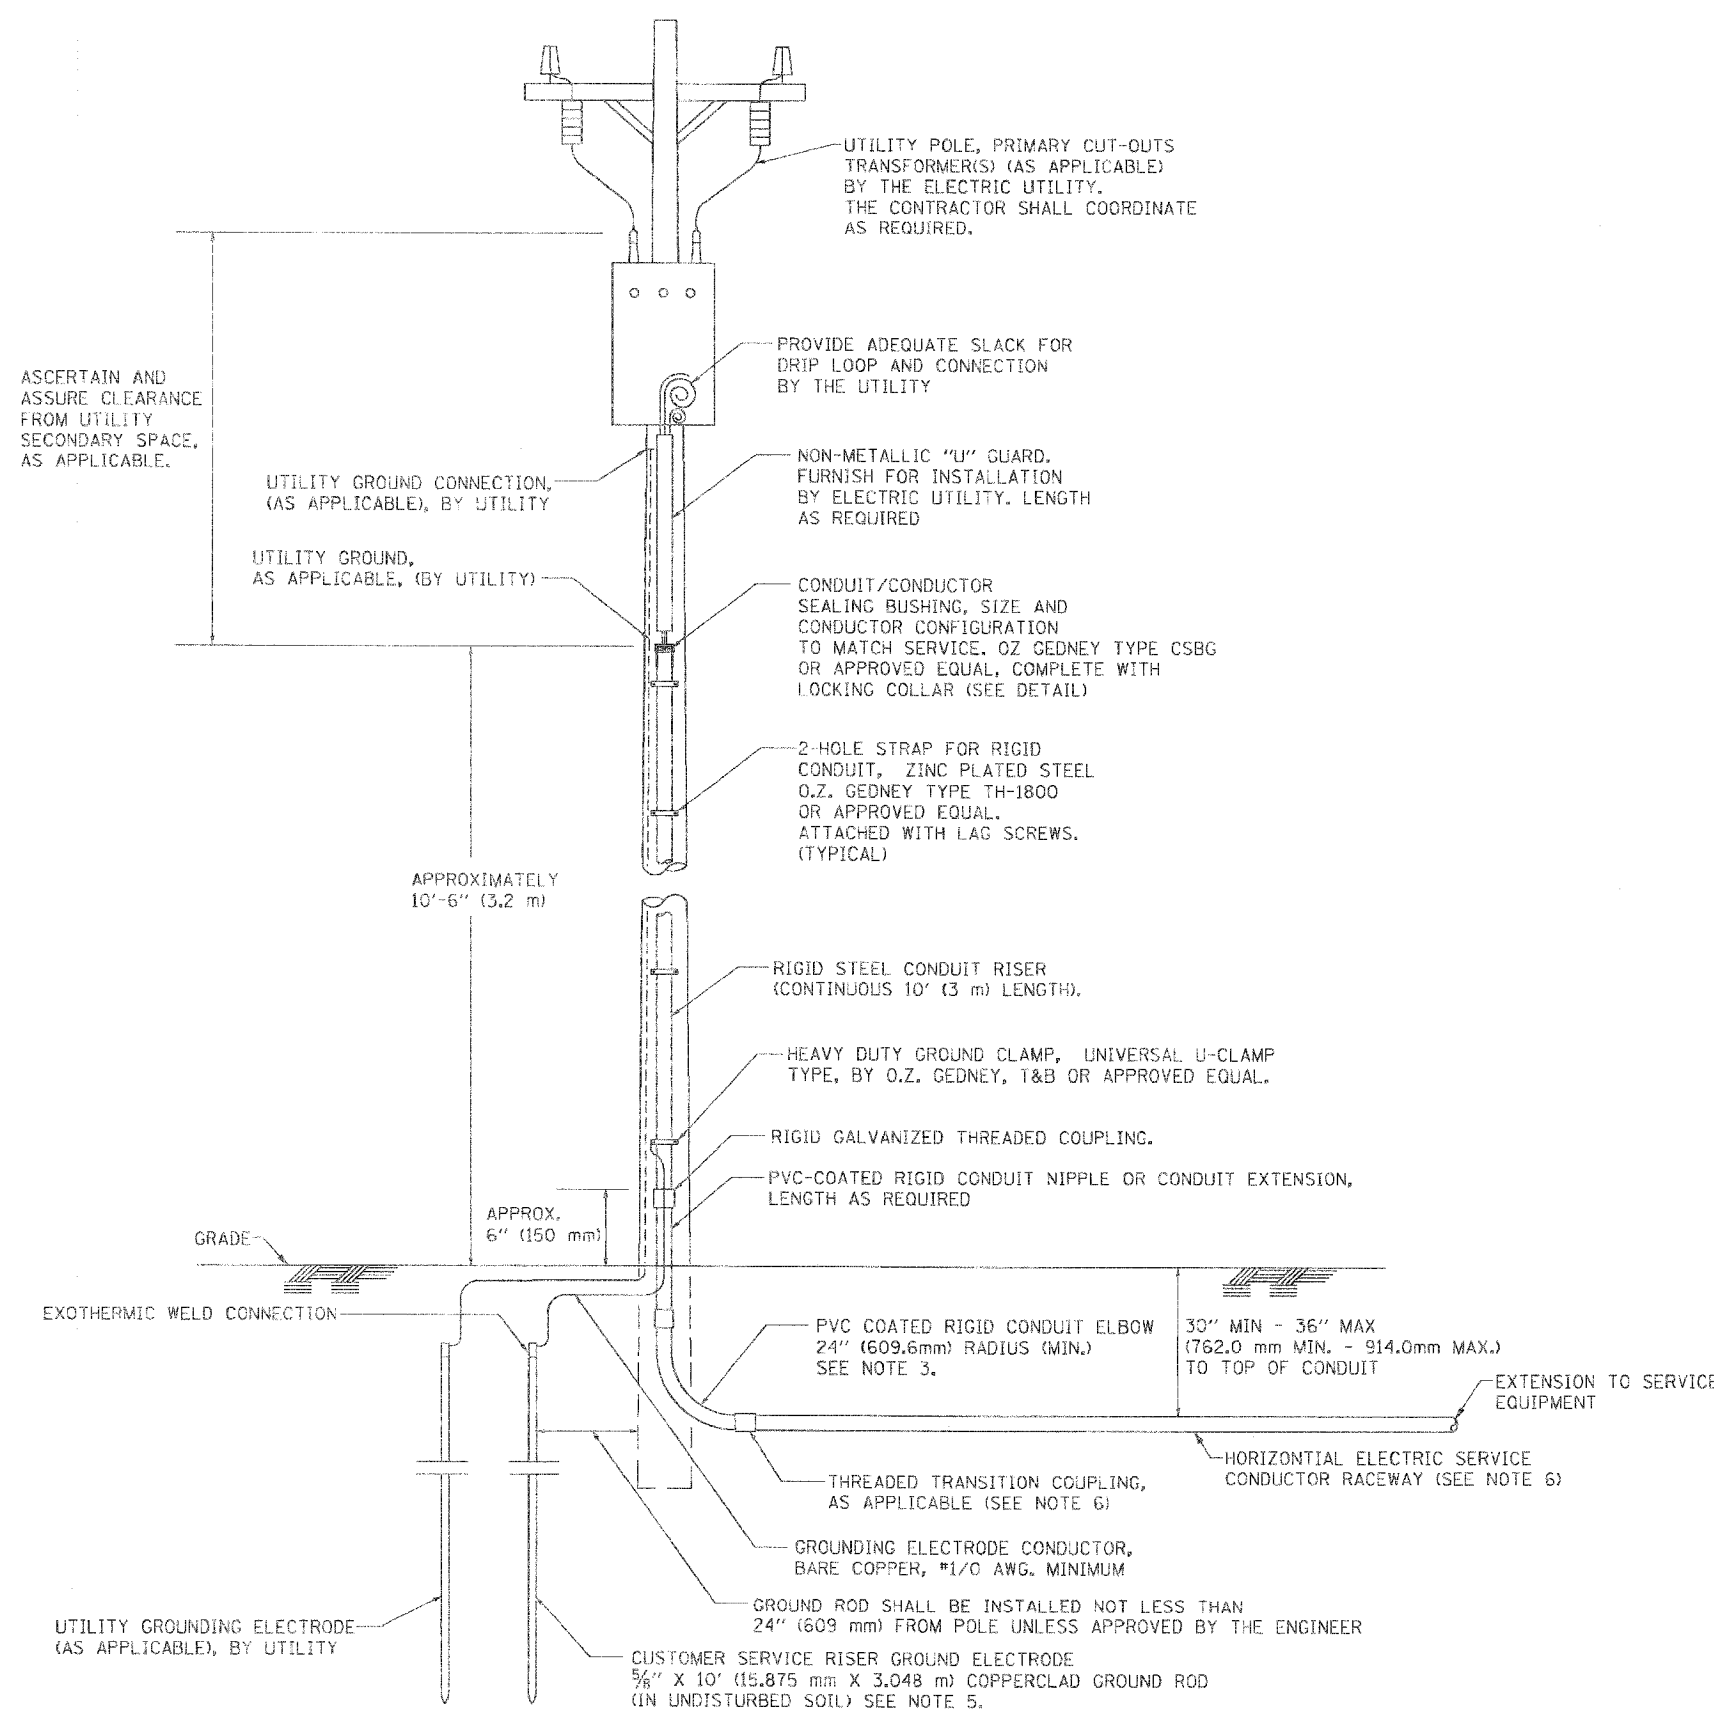 UTILITY POLE, PRIMARY CUT-OUTS
TRANSFORMER(S) (AS APPLICABLE)
BY THE ELECTRIC UTILITY.
THE CONTRACTOR SHALL COORDINATE
AS REQUIRED.
PROVIDE ADEQUATE SLACK FOR
DRIP LOOP AND CONNECTION
BY THE UTILITY
ASCERTAIN AND
ASSURE CLEARANCE
FROM UTILITY
SECONDARY SPACE,
AS APPLICABLE.
NON-METALLIC "U" GUARD.
FURNISH FOR INSTALLATION
BY ELECTRIC UTILITY. LENGTH
AS REQUIRED
UTILITY GROUND CONNECTION,
(AS APPLICABLE), BY UTILITY
UTILITY GROUND,
AS APPLICABLE, (BY UTILITY)
CONDUIT/CONDUCTOR
SEALING BUSHING, SIZE AND
CONDUCTOR CONFIGURATION
TO MATCH SERVICE. OZ GEDNEY TYPE CSBG
OR APPROVED EQUAL, COMPLETE WITH
LOCKING COLLAR (SEE DETAIL)
2-HOLE STRAP FOR RIGID
CONDUIT, ZINC PLATED STEEL
O.Z. GEDNEY TYPE TH-1800
OR APPROVED EQUAL.
ATTACHED WITH LAG SCREWS.
(TYPICAL)
APPROXIMATELY
10'-6" (3.2 m)
RIGID STEEL CONDUIT RISER
(CONTINUOUS 10' (3 m) LENGTH).
HEAVY DUTY GROUND CLAMP, UNIVERSAL U-CLAMP
TYPE, BY O.Z. GEDNEY, T&B OR APPROVED EQUAL.
RIGID GALVANIZED THREADED COUPLING.
PVC-COATED RIGID CONDUIT NIPPLE OR CONDUIT EXTENSION,
LENGTH AS REQUIRED
APPROX.
6" (150 mm)
GRADE
EXOTHERMIC WELD CONNECTION
PVC COATED RIGID CONDUIT ELBOW
24" (609.6mm) RADIUS (MIN.)
SEE NOTE 3.
30" MIN - 36" MAX
(762.0 mm MIN. - 914.0mm MAX.)
TO TOP OF CONDUIT
EXTENSION TO SERVICE
EQUIPMENT
HORIZONTIAL ELECTRIC SERVICE
CONDUCTOR RACEWAY (SEE NOTE 6)
THREADED TRANSITION COUPLING,
AS APPLICABLE (SEE NOTE 6)
GROUNDING ELECTRODE CONDUCTOR,
BARE COPPER, #1/0 AWG. MINIMUM
GROUND ROD SHALL BE INSTALLED NOT LESS THAN
24" (609 mm) FROM POLE UNLESS APPROVED BY THE ENGINEER
UTILITY GROUNDING ELECTRODE
(AS APPLICABLE), BY UTILITY
CUSTOMER SERVICE RISER GROUND ELECTRODE
5/8" X 10' (15.875 mm X 3.048 m) COPPERCLAD GROUND ROD
(IN UNDISTURBED SOIL) SEE NOTE 5.